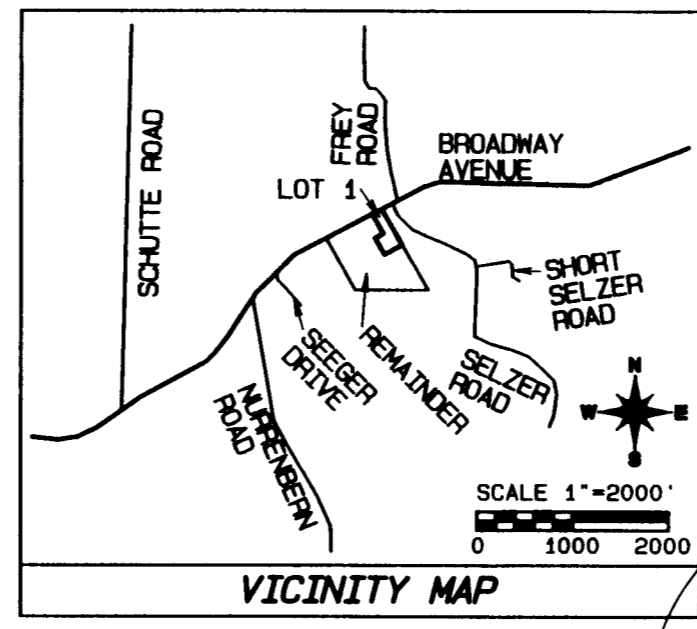 SCHUTTE ROAD
FREY
ROAD
BROADWAY
AVENUE
LOT 1
SHORT
SELZER
ROAD
SEEGER
DRIVE
REMAINDER
SELZER
ROAD
NURRENBERN
ROAD
N
W
E
S
SCALE 1"=2000'
0 1000 2000
VICINITY MAP